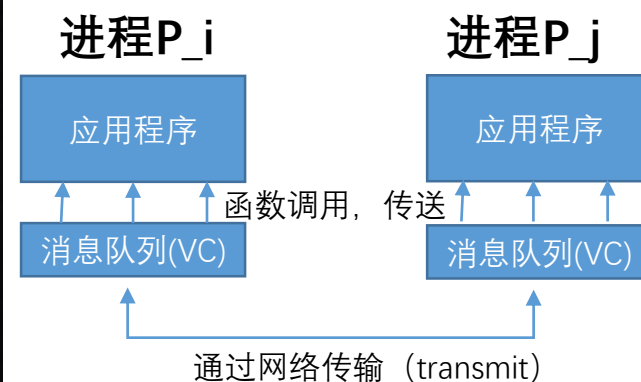 进程P_i
进程P_j
应用程序
应用程序
函数调用，传送
消息队列(VC)
消息队列(VC)
通过网络传输（transmit）